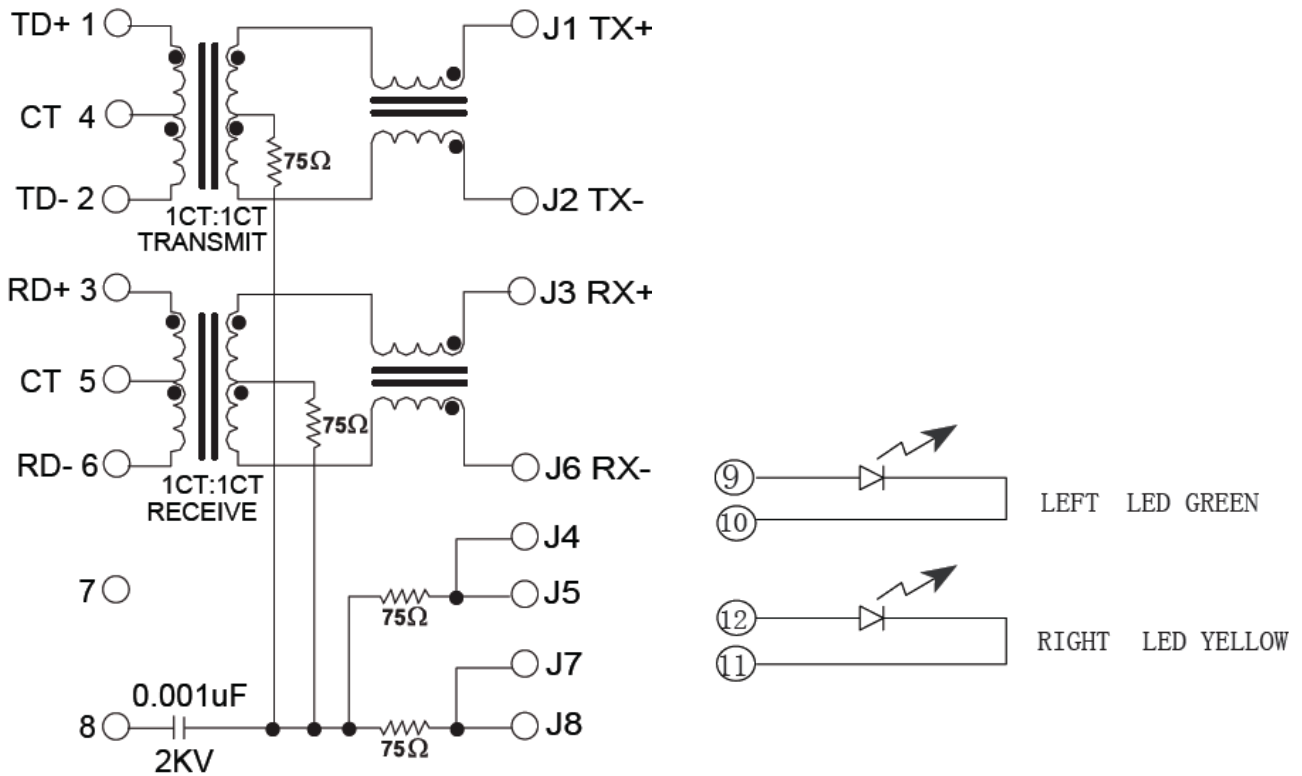 TD+ 1
J1 TX+
CT 4
75Ω
TD- 2
J2 TX-
1CT:1CT
TRANSMIT
RD+ 3
J3 RX+
CT 5
75Ω
RD- 6
J6 RX-
1CT:1CT
RECEIVE
J4
7
J5
75Ω
J7
0.001uF
8
J8
75Ω
2KV
9
10
LEFT LED GREEN
12
11
RIGHT LED YELLOW